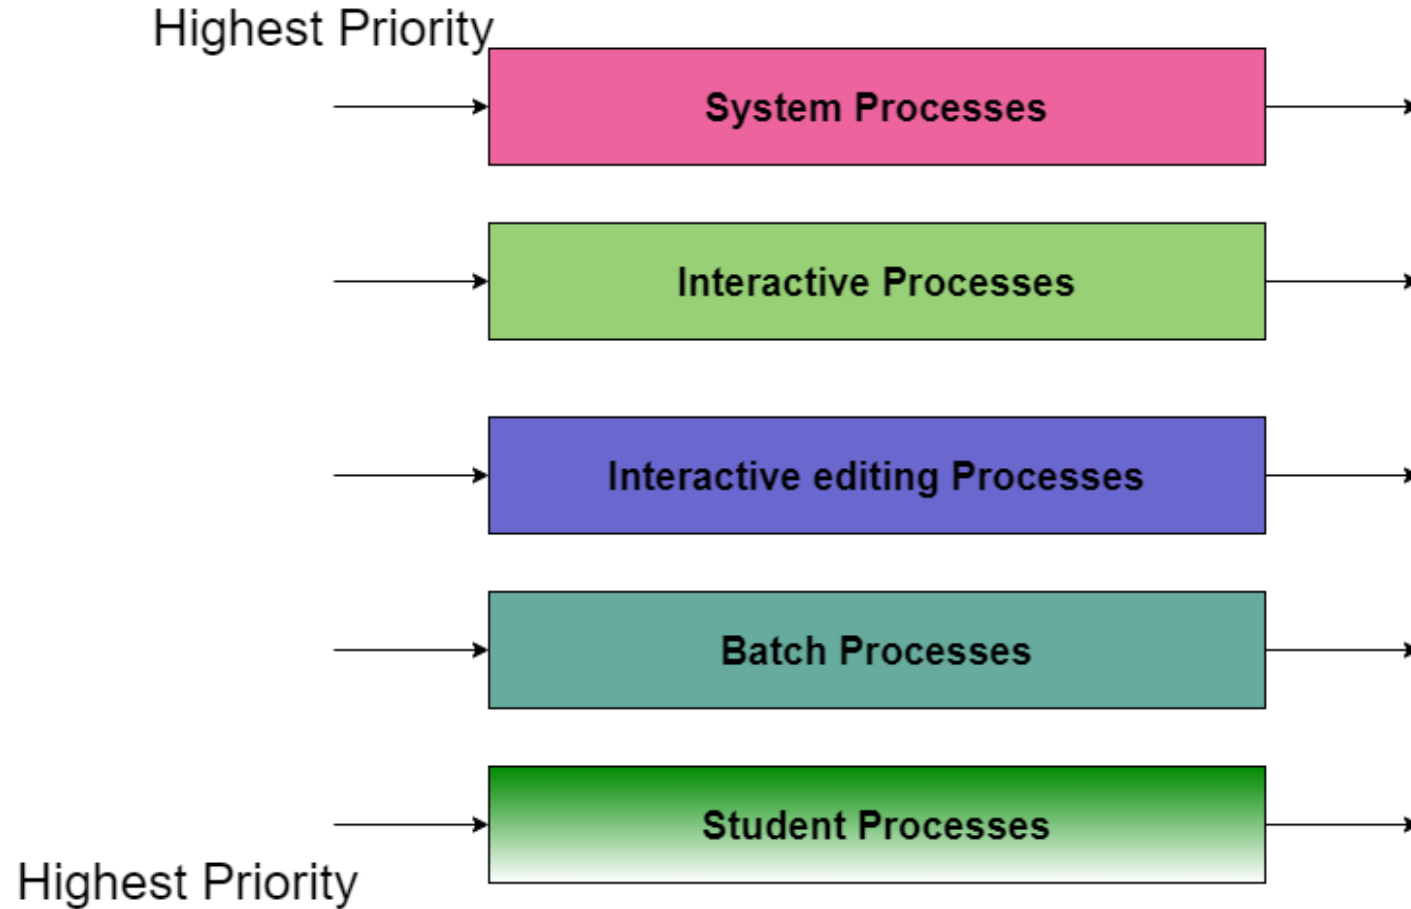 Highest Priority
System Processes
Interactive Processes
Interactive editing Processes
Batch Processes
Student Processes
Highest Priority